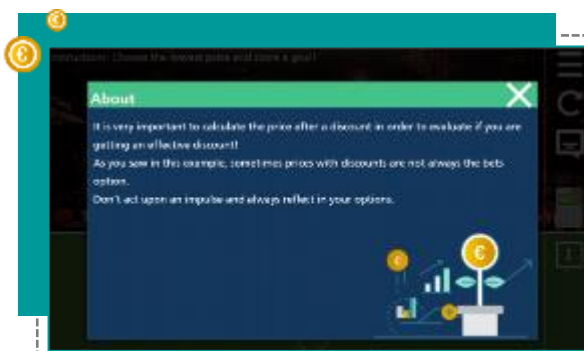 Instructions: Choose the lowest price and score a goal!
About
It is very important to calculate the price after a discount in order to evaluate if you are
getting an effective discount!
As you saw in this example, sometimes prices with discounts are not always the bets
option.
Don't act upon an impulse and always reflect in your options.